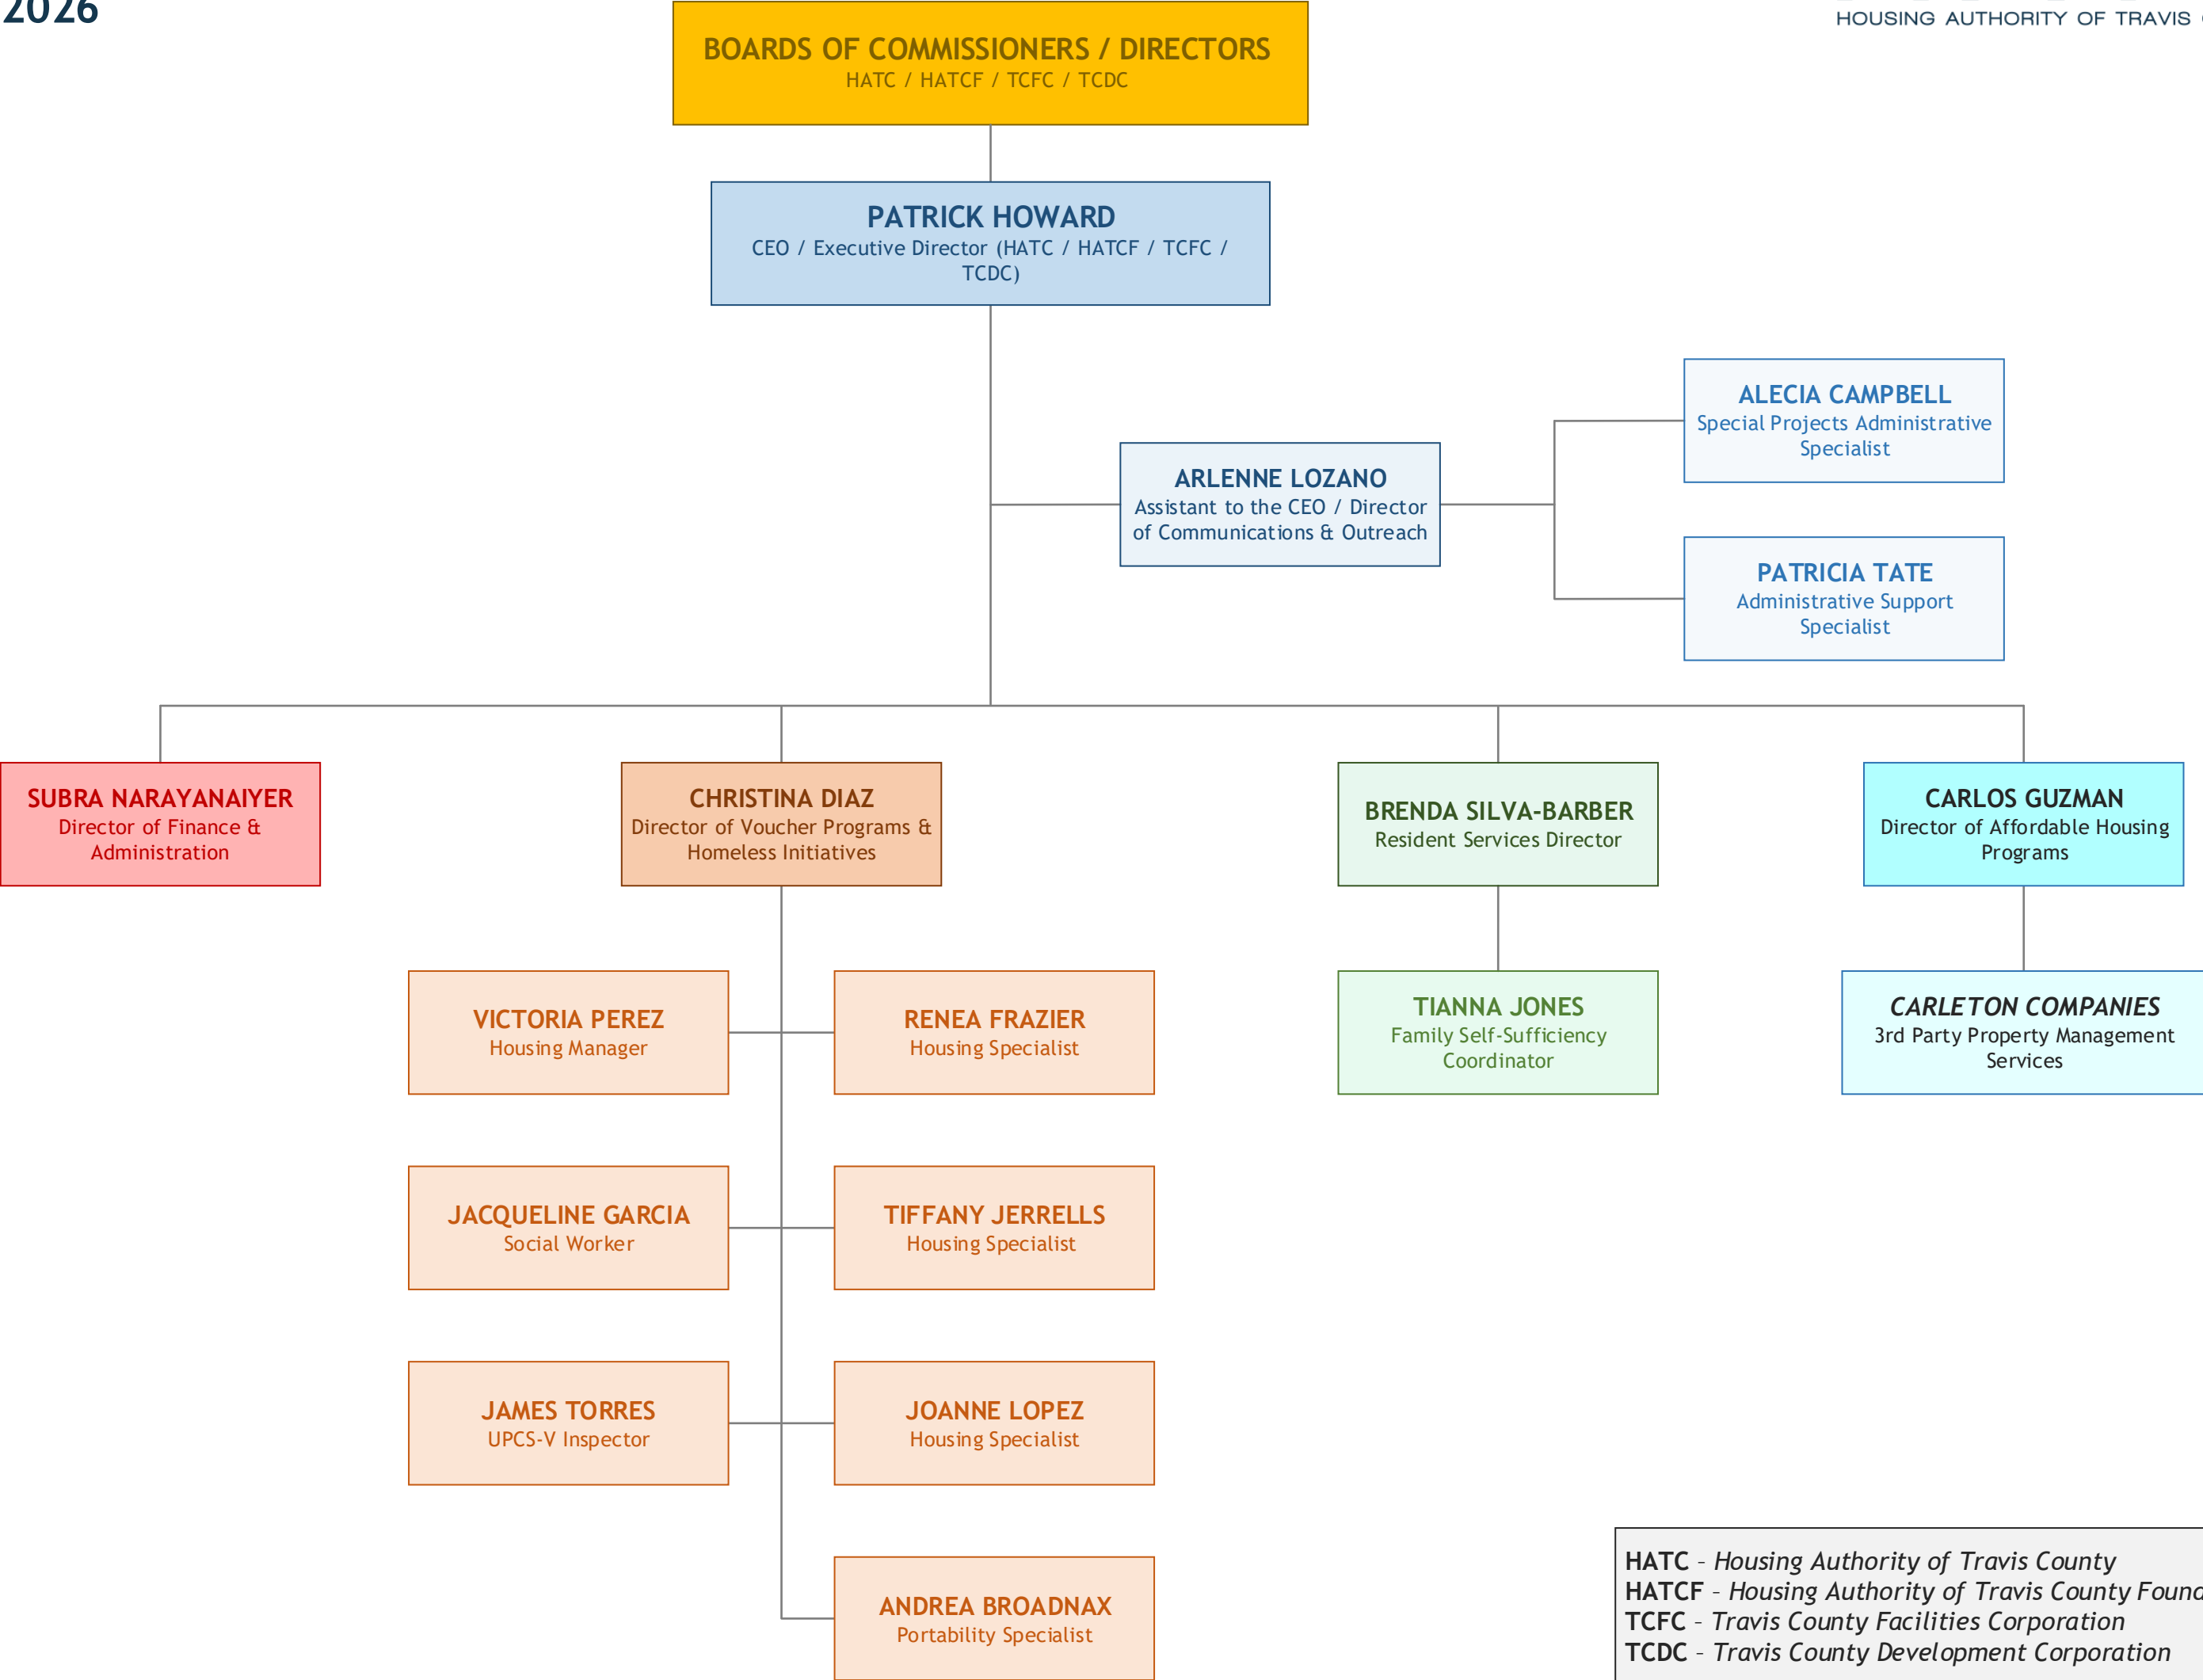 2026
HOUSING AUTHORITY OF TRAVIS
BOARDS OF COMMISSIONERS / DIRECTORS
HATC / HATCF / TCFC / TCDC
PATRICK HOWARD
CEO / Executive Director (HATC / HATCF / TCFC /
TCDC)
ALECIA CAMPBELL
Special Projects Administrative
Specialist
ARLENNE LOZANO
Assistant to the CEO / Director
of Communications & Outreach
PATRICIA TATE
Administrative Support
Specialist
SUBRA NARAYANAIYER
Director of Finance &
Administration
CHRISTINA DIAZ
Director of Voucher Programs &
Homeless Initiatives
BRENDA SILVA-BARBER
Resident Services Director
CARLOS GUZMAN
Director of Affordable Housing
Programs
VICTORIA PEREZ
Housing Manager
RENEA FRAZIER
Housing Specialist
TIANNA JONES
Family Self-Sufficiency
Coordinator
CARLETON COMPANIES
3rd Party Property Management
Services
JACQUELINE GARCIA
Social Worker
TIFFANY JERRELLS
Housing Specialist
JAMES TORRES
UPCS-V Inspector
JOANNE LOPEZ
Housing Specialist
ANDREA BROADNAX
Portability Specialist
HATC – Housing Authority of Travis County
HATCF – Housing Authority of Travis County
TCFC – Travis County Facilities Corporation
TCDC – Travis County Development Corporation